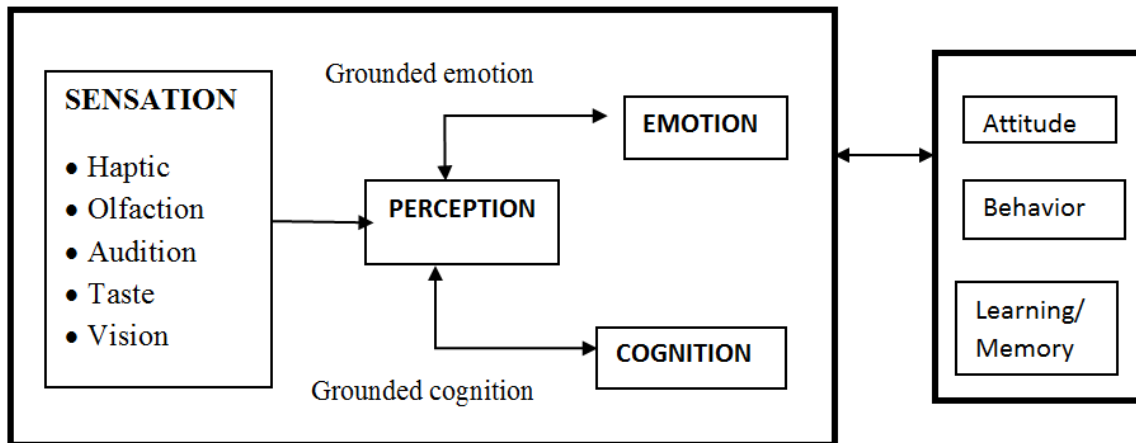 SENSATION
• Haptic
• Olfaction
• Audition
• Taste
• Vision
Grounded emotion
EMOTION
PERCEPTION
COGNITION
Grounded cognition
Attitude
Behavior
Learning/
Memory